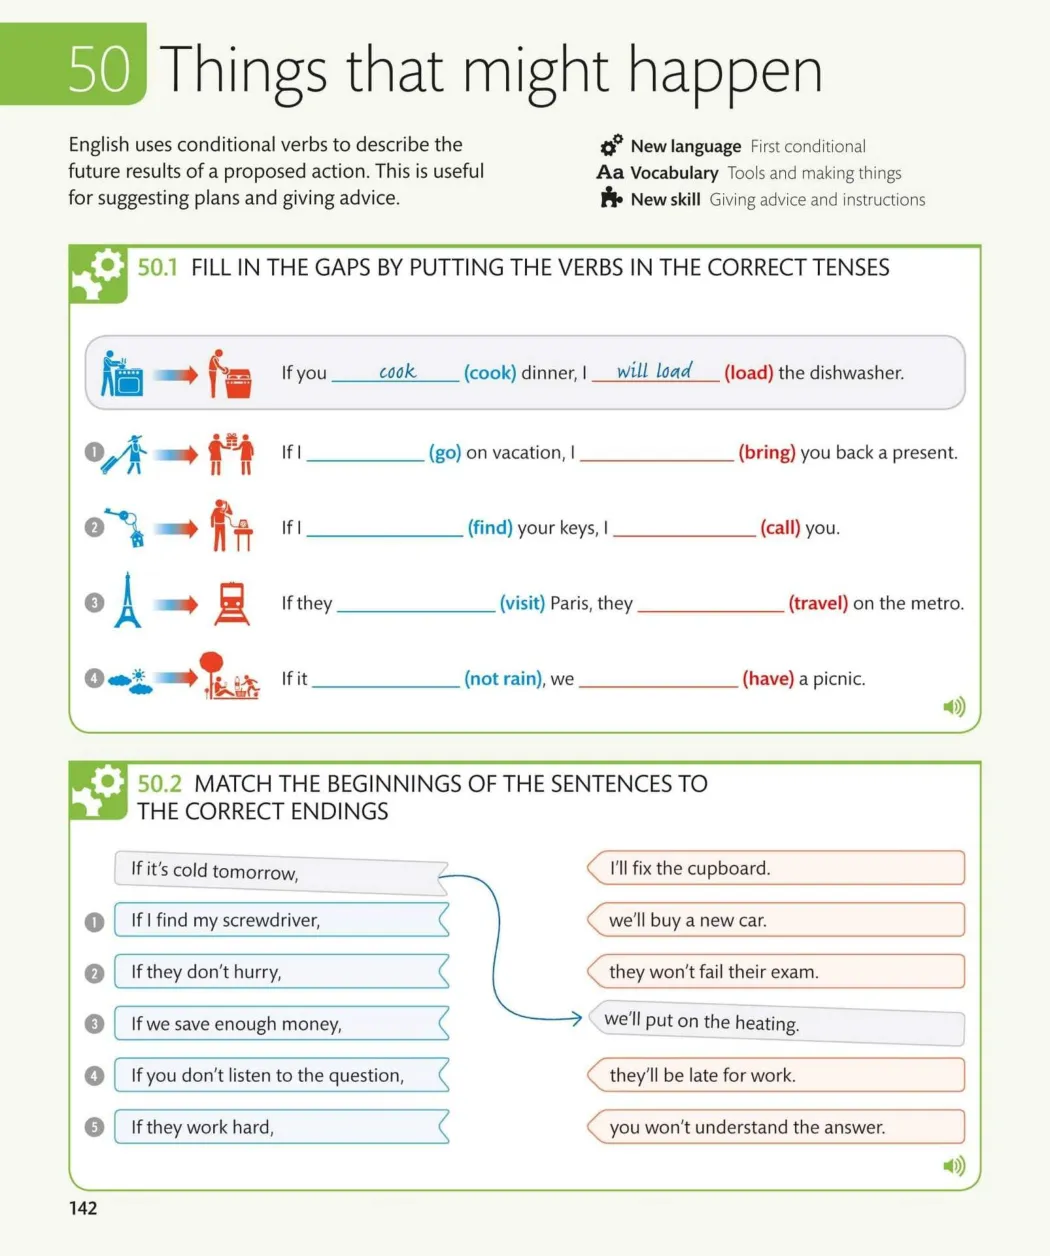 50 Things that might happen
English uses conditional verbs to describe the
future results of a proposed action. This is useful
for suggesting plans and giving advice.
New language First conditional
Aa Vocabulary Tools and making things
New skill Giving advice and instructions
50.1 FILL IN THE GAPS BY PUTTING THE VERBS IN THE CORRECT TENSES
If you cook (cook) dinner, I will load (load) the dishwasher.
1 If I ____________ (go) on vacation, I ________________ (bring) you back a present.
2 If I ________________ (find) your keys, I ______________ (call) you.
3 If they ________________ (visit) Paris, they ______________ (travel) on the metro.
4 If it ______________ (not rain), we ________________ (have) a picnic.
50.2 MATCH THE BEGINNINGS OF THE SENTENCES TO
THE CORRECT ENDINGS
If it's cold tomorrow,
I'll fix the cupboard.
1 If I find my screwdriver,
we'll buy a new car.
2 If they don't hurry,
they won't fail their exam.
3 If we save enough money,
we'll put on the heating.
4 If you don't listen to the question,
they'll be late for work.
5 If they work hard,
you won't understand the answer.
142